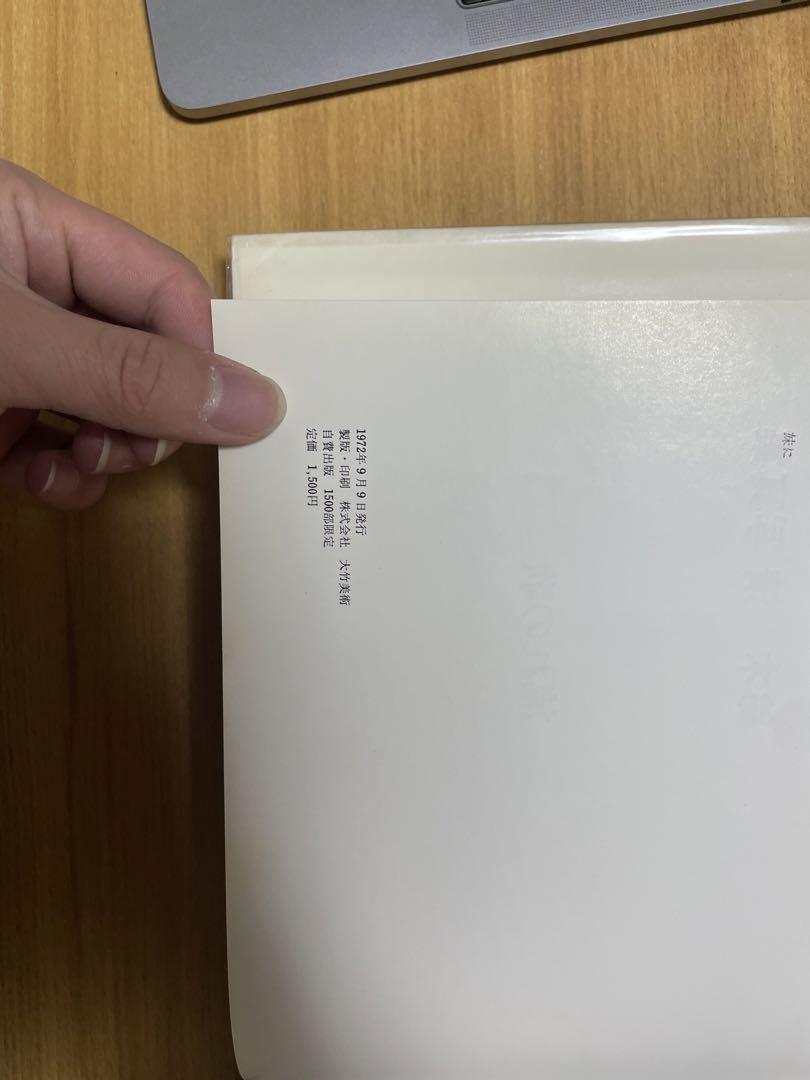 妹に
1972年9月9日発行
製版・印刷　株式会社　大竹美術
自費出版　1500部限定
定価　1,500円